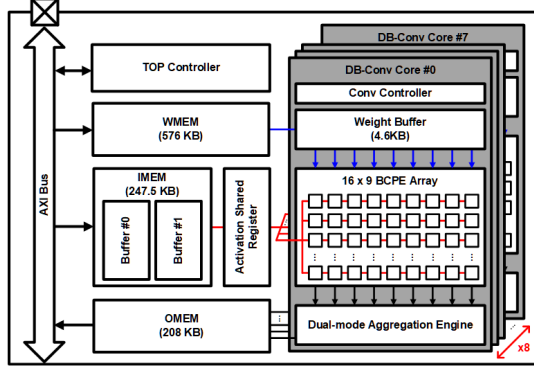 DB-Conv Core #7
DB-Conv Core #0
TOP Controller
Conv Controller
WMEM
(576 KB)
Weight Buffer
(4.6KB)
AXI Bus
IMEM
(247.5 KB)
Buffer #0
Buffer #1
Activation Shared
Register
16 x 9 BCPE Array
OMEM
(208 KB)
Dual-mode Aggregation Engine
x8